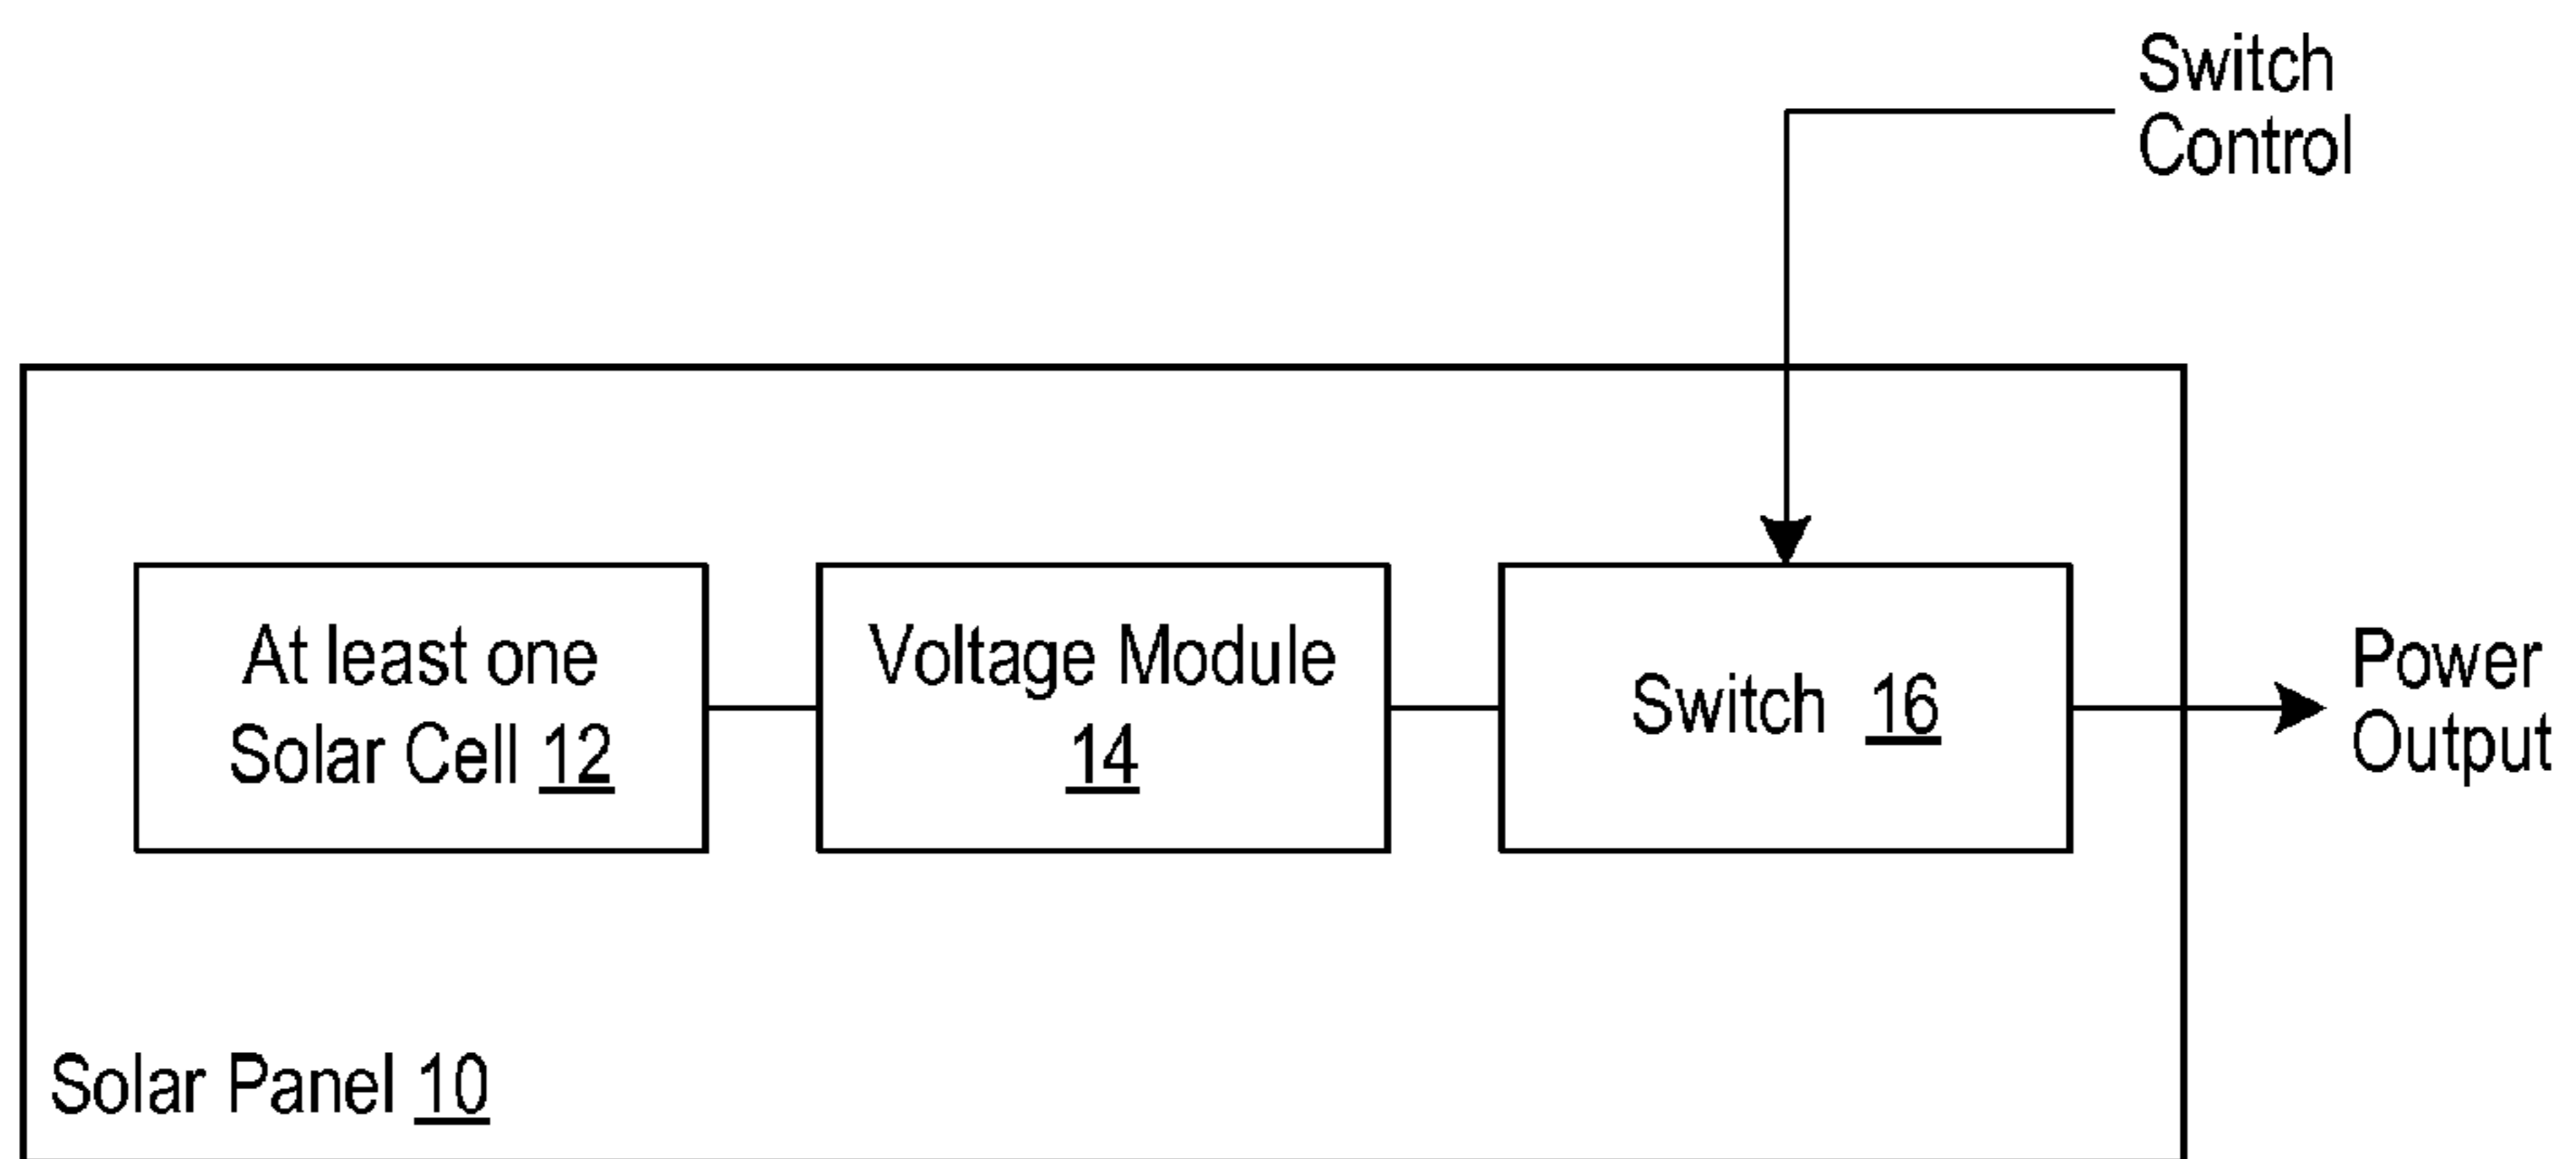 Switch
Control
At least one
Solar Cell 12
Voltage Module
14
Switch 16
Power
Output
Solar Panel 10